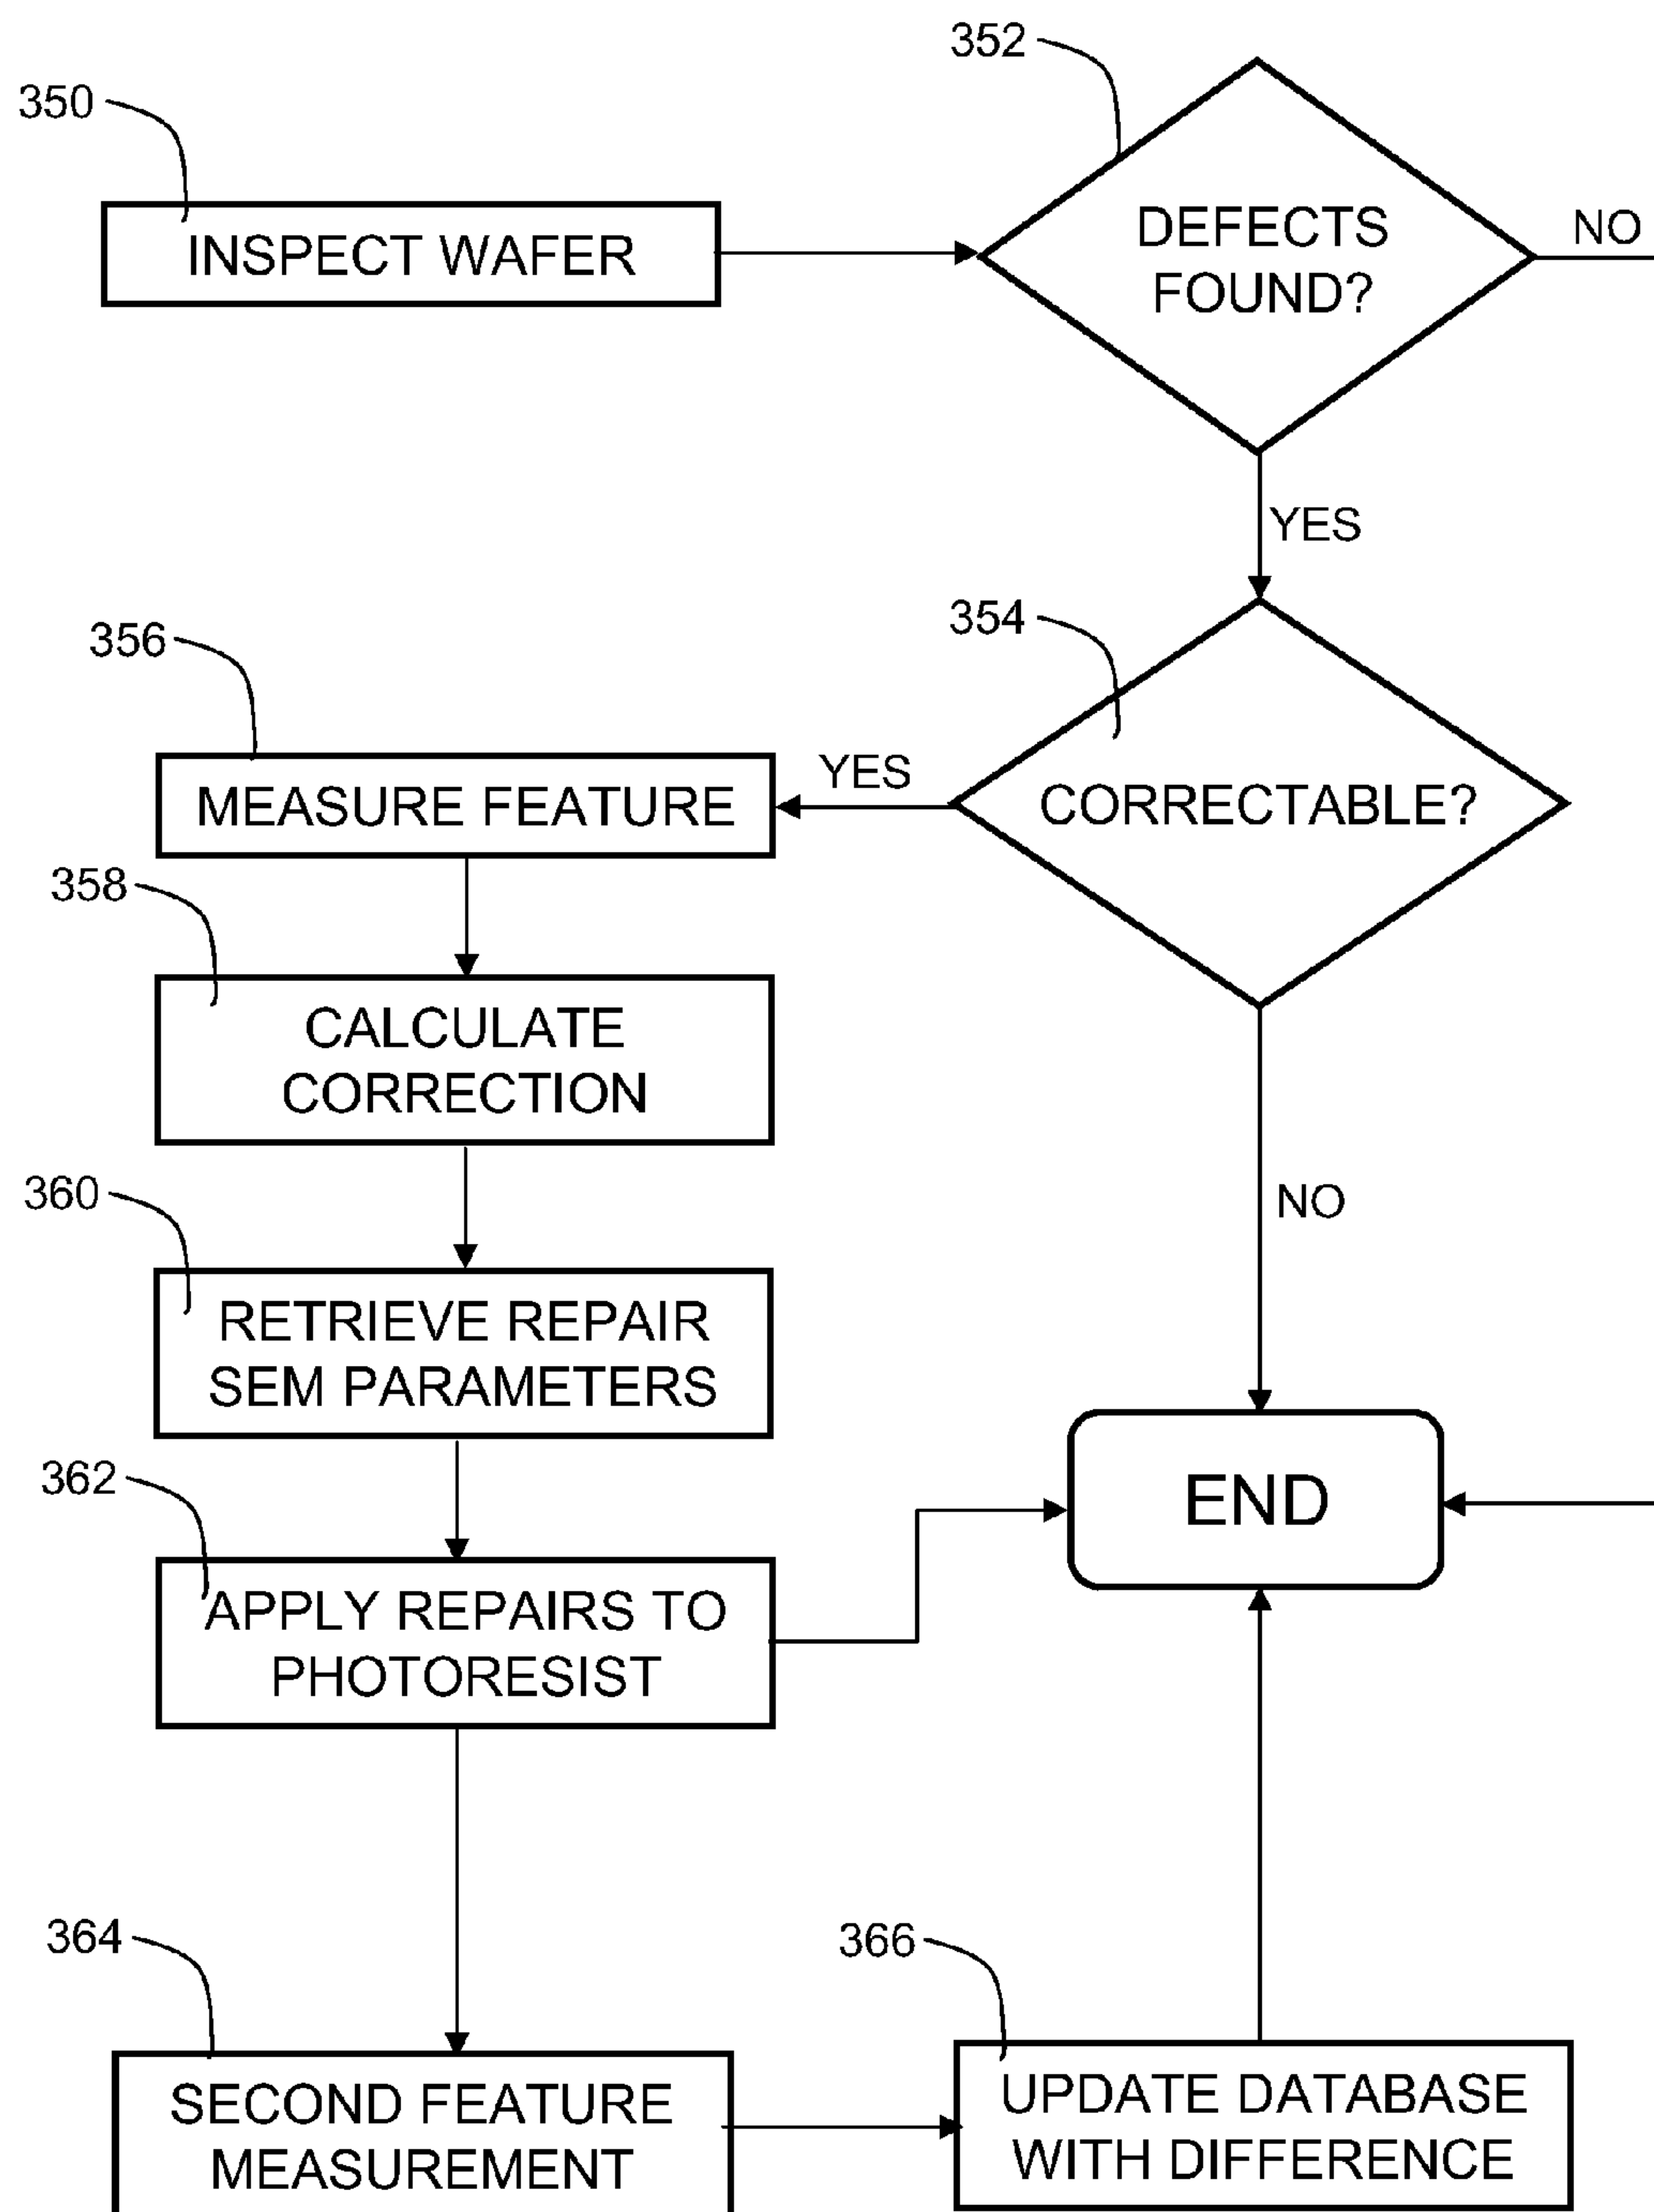 352
350
INSPECT WAFER
DEFECTS
FOUND?
NO
YES
354
356
YES
MEASURE FEATURE
CORRECTABLE?
358
CALCULATE
CORRECTION
360
NO
RETRIEVE REPAIR
SEM PARAMETERS
362
END
APPLY REPAIRS TO
PHOTORESIST
364
366
SECOND FEATURE
MEASUREMENT
UPDATE DATABASE
WITH DIFFERENCE